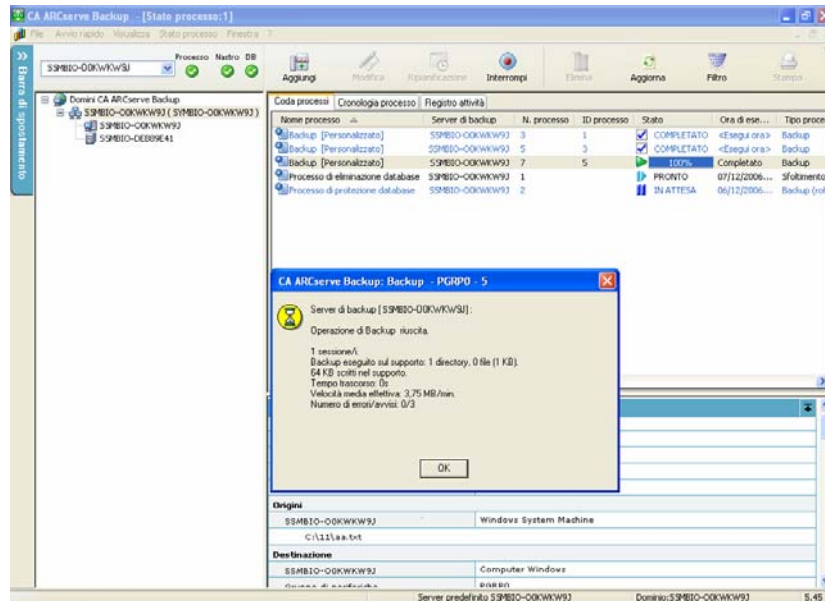 CA ARCserve Backup - [Stato processo:1]
File Avvio rapido Visualizza Stato processo Finestra ?
Barra di spostamento
SSMBIO-O0KWKW9J
Processo Nastro DB
Aggiungi Modifica Ripianificazione Interrompi Elimina Aggiorna Filtro Stampa
Domini CA ARCserve Backup
SSMBIO-O0KWKW9J ( SYMBIO-O0KWKW9J )
SSMBIO-O0KWKW9J
SSMBIO-DEB89E41
Coda processi Cronologia processo Registro attività
Nome processo Server di backup N. processo ID processo Stato Ora di ese... Tipo proce
Backup [Personalizzato] SSMBIO-O0KWKW9J 3 1 COMPLETATO <Esegui ora> Backup
Backup [Personalizzato] SSMBIO-O0KWKW9J 5 3 COMPLETATO <Esegui ora> Backup
Backup [Personalizzato] SSMBIO-O0KWKW9J 7 5 100% Completato Backup
Processo di eliminazione database SSMBIO-O0KWKW9J 1 PRONTO 07/12/2006... Sfoltimento
Processo di protezione database SSMBIO-O0KWKW9J 2 IN ATTESA 06/12/2006... Backup (rot
CA ARCserve Backup: Backup - PGRP0 - 5
Server di backup [SSMBIO-O0KWKW9J] :
Operazione di Backup riuscita.
1 sessione/i.
Backup eseguito sul supporto: 1 directory, 0 file (1 KB).
64 KB scritti nel supporto.
Tempo trascorso: 0s
Velocità media effettiva: 3,75 MB/min.
Numero di errori/avvisi: 0/3
OK
Origini
SSMBIO-O0KWKW9J Windows System Machine
C:\11\aa.txt
Destinazione
SSMBIO-O0KWKW9J Computer Windows
Gruppo di periferiche PGRP0
Server predefinito SSMBIO-O0KWKW9J Dominio:SSMBIO-O0KWKW9J 5.45